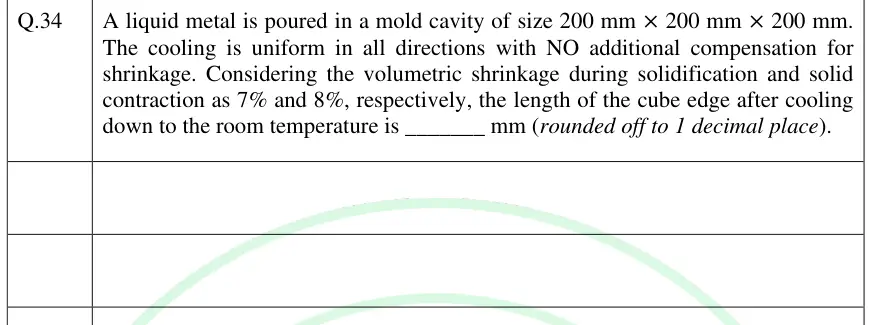 Q.34 A liquid metal is poured in a mold cavity of size 200 mm × 200 mm × 200 mm.
The cooling is uniform in all directions with NO additional compensation for
shrinkage. Considering the volumetric shrinkage during solidification and solid
contraction as 7% and 8%, respectively, the length of the cube edge after cooling
down to the room temperature is _______ mm (rounded off to 1 decimal place).